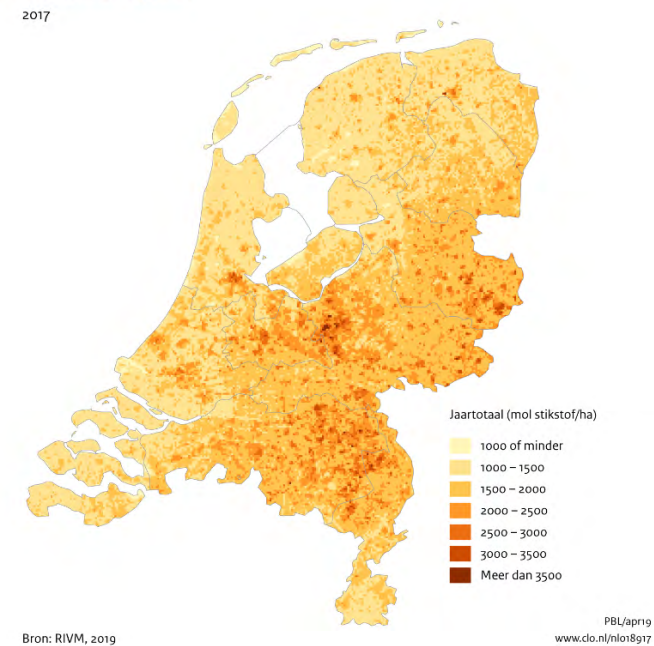 2017
Jaartotaal (mol stikstof/ha)
1000 of minder
1000 – 1500
1500 – 2000
2000 – 2500
2500 – 3000
3000 – 3500
Meer dan 3500
PBL/apr19
Bron: RIVM, 2019
www.clo.nl/nl018917